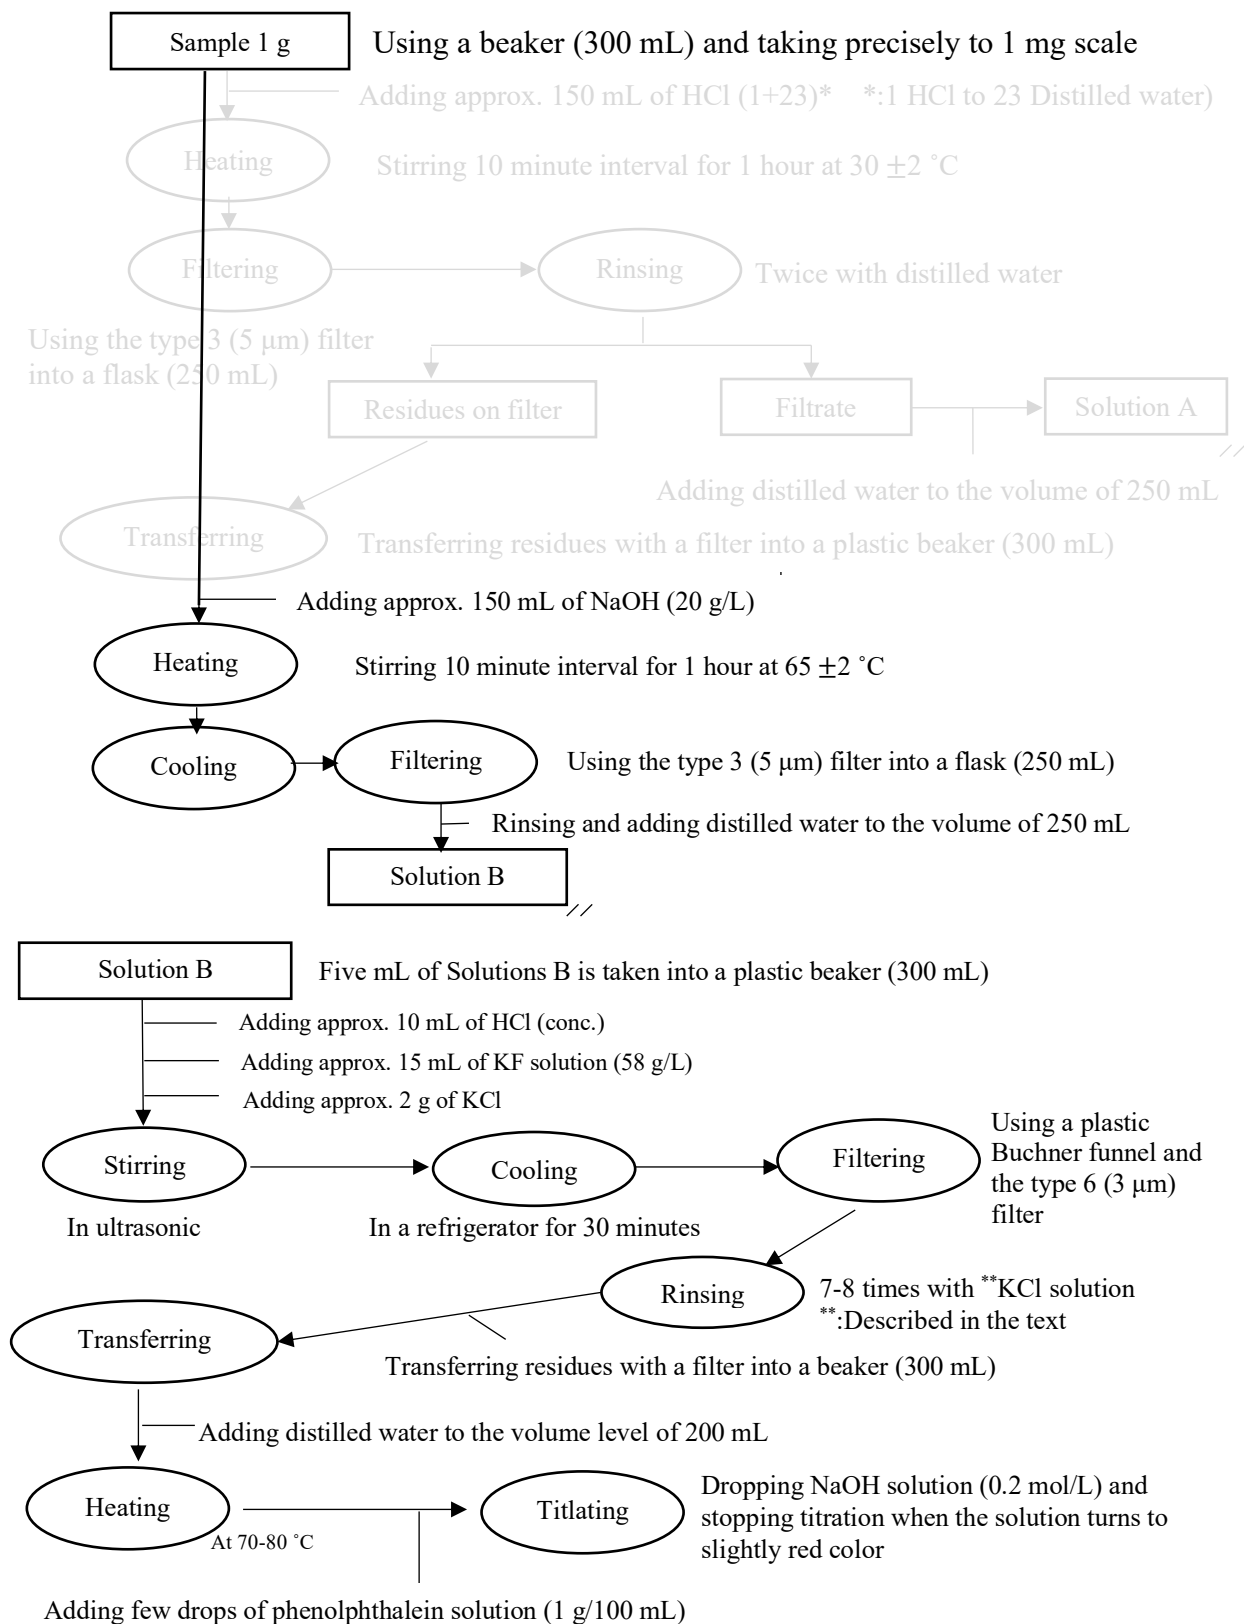 Sample 1 g
Using a beaker (300 mL) and taking precisely to 1 mg scale
Adding approx. 150 mL of HCl (1+23)* *:1 HCl to 23 Distilled water)
Heating
Stirring 10 minute interval for 1 hour at 30 ±2 ˚C
Filtering
Rinsing
Twice with distilled water
Using the type 3 (5 μm) filter
into a flask (250 mL)
Residues on filter
Filtrate
Solution A
Adding distilled water to the volume of 250 mL
Transferring
Transferring residues with a filter into a plastic beaker (300 mL)
Adding approx. 150 mL of NaOH (20 g/L)
Heating
Stirring 10 minute interval for 1 hour at 65 ±2 ˚C
Cooling
Filtering
Using the type 3 (5 μm) filter into a flask (250 mL)
Rinsing and adding distilled water to the volume of 250 mL
Solution B
Solution B
Five mL of Solutions B is taken into a plastic beaker (300 mL)
Adding approx. 10 mL of HCl (conc.)
Adding approx. 15 mL of KF solution (58 g/L)
Adding approx. 2 g of KCl
Stirring
Cooling
Filtering
Using a plastic
Buchner funnel and
the type 6 (3 μm)
filter
In ultrasonic
In a refrigerator for 30 minutes
Rinsing
7-8 times with **KCl solution
**:Described in the text
Transferring
Transferring residues with a filter into a beaker (300 mL)
Adding distilled water to the volume level of 200 mL
Heating
At 70-80 ˚C
Titlating
Dropping NaOH solution (0.2 mol/L) and
stopping titration when the solution turns to
slightly red color
Adding few drops of phenolphthalein solution (1 g/100 mL)